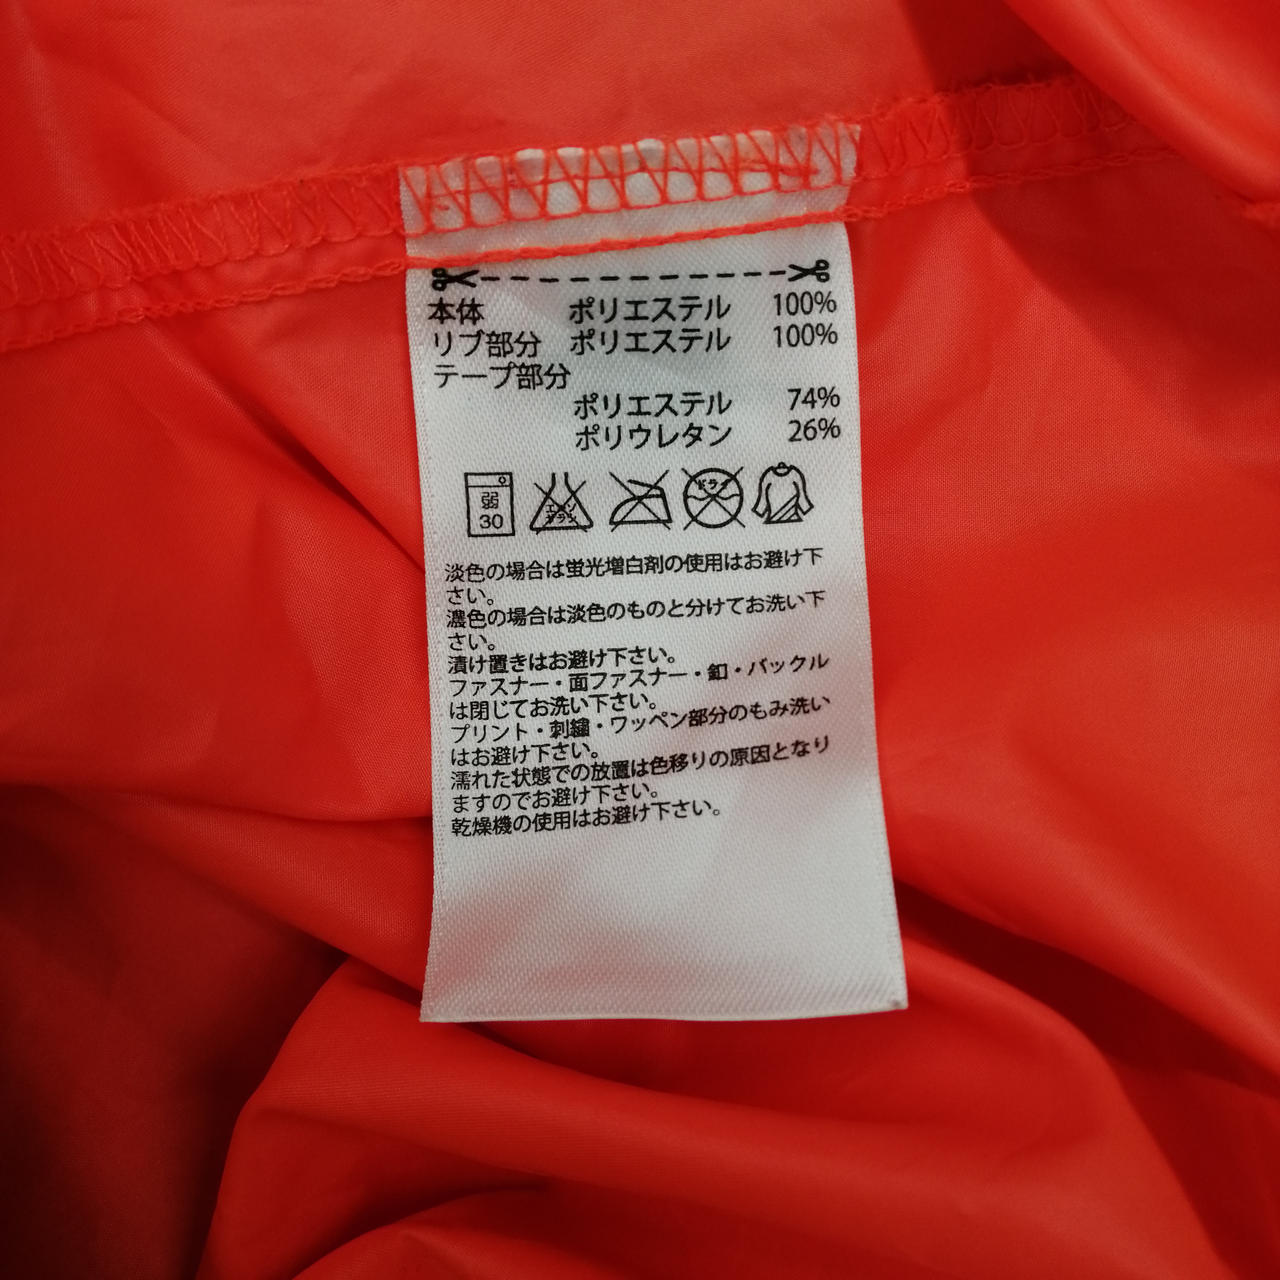 本体 ポリエステル 100%
リブ部分 ポリエステル 100%
テープ部分
ポリエステル 74%
ポリウレタン 26%
弱
30
エンソ
サラシ
ドライ
淡色の場合は蛍光増白剤の使用はお避け下
さい。
濃色の場合は淡色のものと分けてお洗い下
さい。
漬け置きはお避け下さい。
ファスナー・面ファスナー・釦・バックル
は閉じてお洗い下さい。
プリント・刺繍・ワッペン部分のもみ洗い
はお避け下さい。
濡れた状態での放置は色移りの原因となり
ますのでお避け下さい。
乾燥機の使用はお避け下さい。